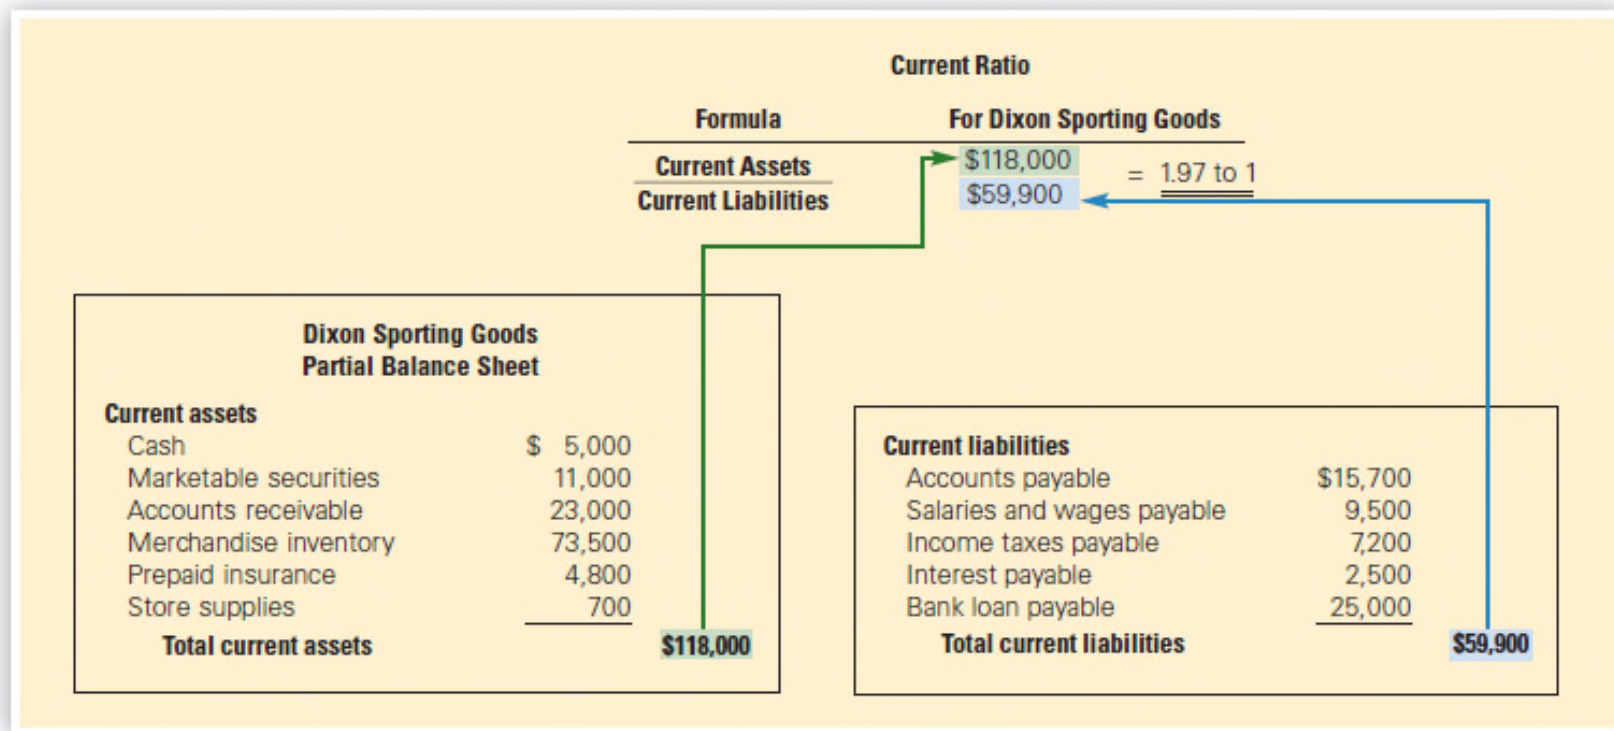 Current Ratio
Formula For Dixon Sporting Goods
Current Assets $118,000 = 1.97 to 1
Current Liabilities $59,900
Dixon Sporting Goods
Partial Balance Sheet
Current assets
Cash $ 5,000
Marketable securities 11,000
Accounts receivable 23,000
Merchandise inventory 73,500
Prepaid insurance 4,800
Store supplies 700
Total current assets $118,000
Current liabilities
Accounts payable $15,700
Salaries and wages payable 9,500
Income taxes payable 7,200
Interest payable 2,500
Bank loan payable 25,000
Total current liabilities $59,900